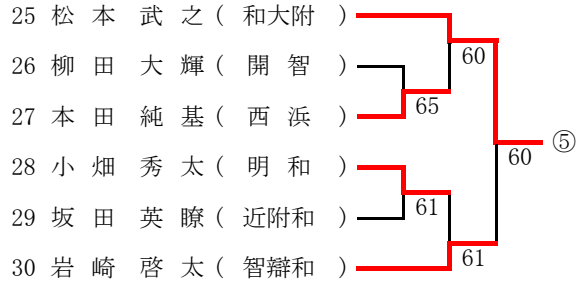 25 松 本 武 之 ( 和大附 )
60
26 柳 田 大 輝 ( 開 智 )
65
27 本 田 純 基 ( 西 浜 )
60 ⑤
28 小 畑 秀 太 ( 明 和 )
61
29 坂 田 英 瞭 ( 近附和 )
61
30 岩 崎 啓 太 ( 智辯和 )